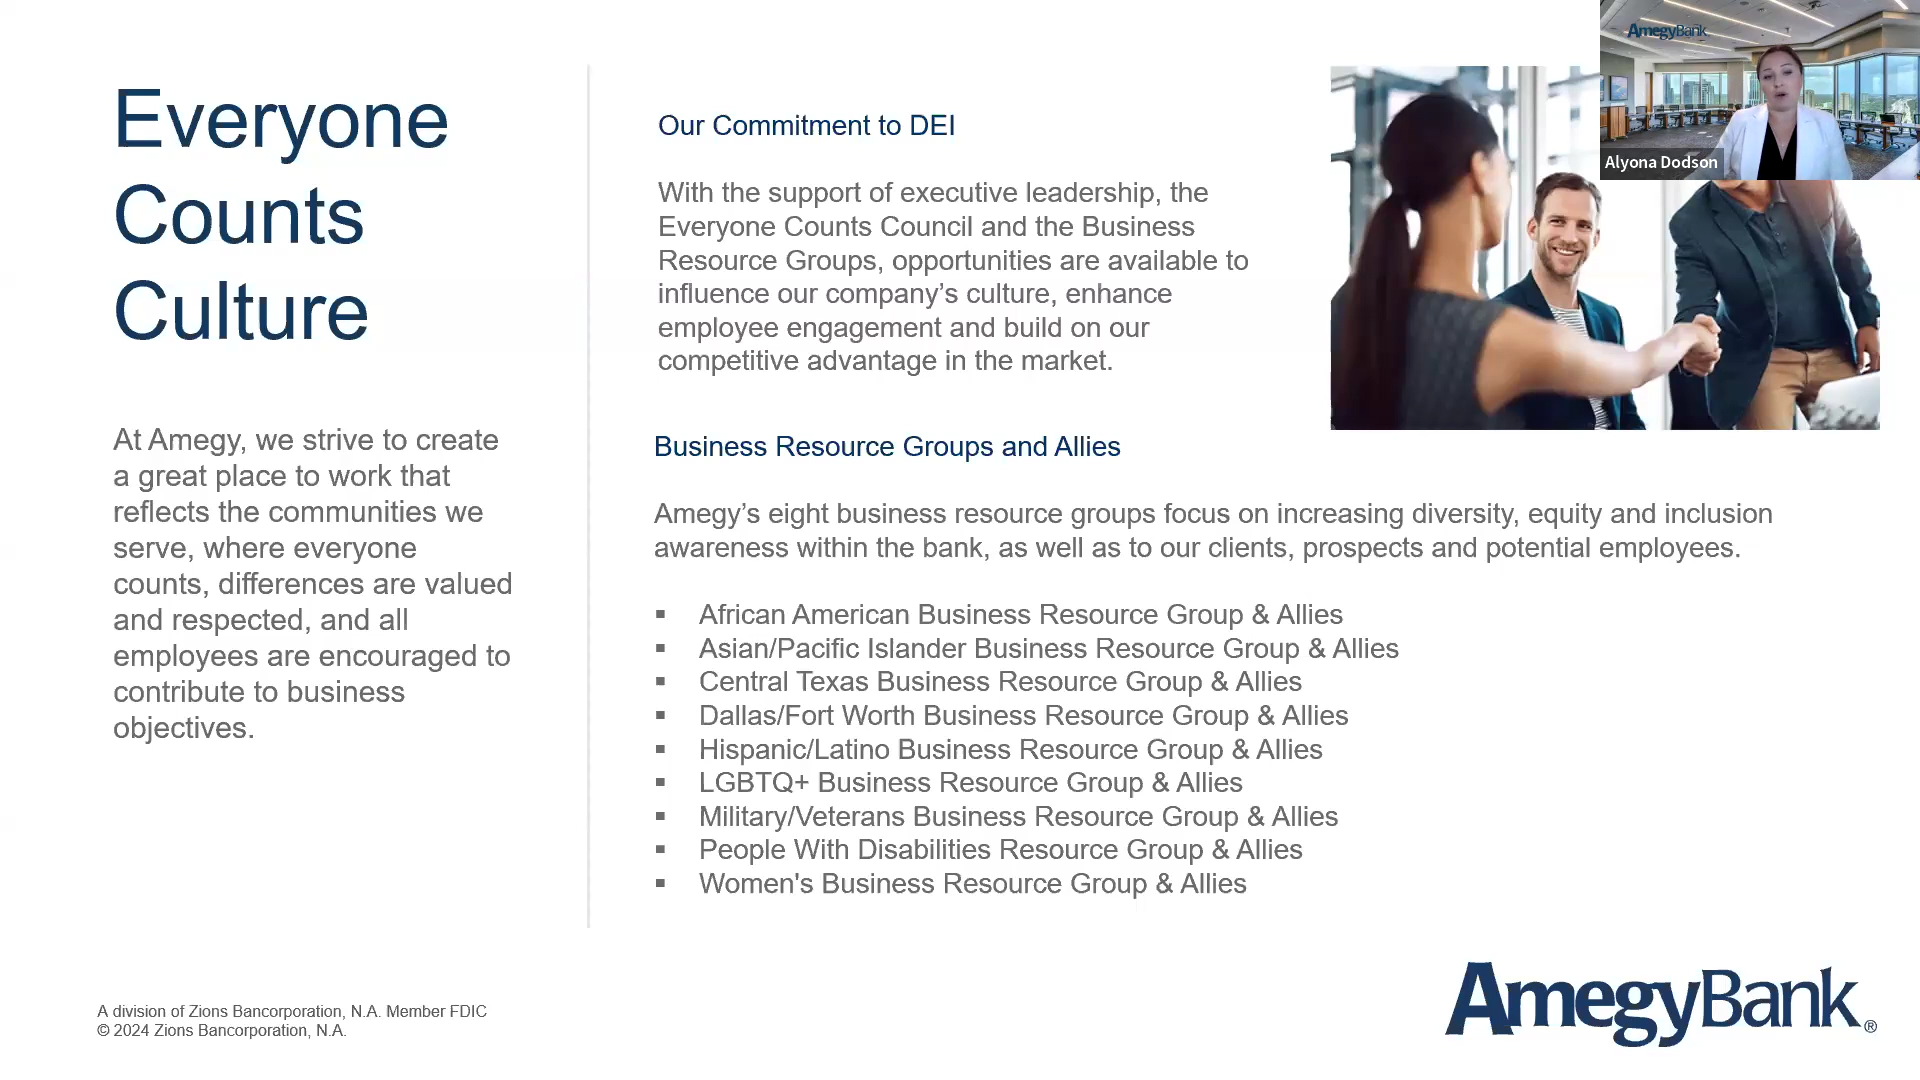 Everyone
Counts
Culture
At Amegy, we strive to create
a great place to work that
reflects the communities we
serve, where everyone
counts, differences are valued
and respected, and all
employees are encouraged to
contribute to business
objectives.
Our Commitment to DEI
With the support of executive leadership, the
Everyone Counts Council and the Business
Resource Groups, opportunities are available to
influence our company’s culture, enhance
employee engagement and build on our
competitive advantage in the market.
AmegyBank
Alyona Dodson
Business Resource Groups and Allies
Amegy’s eight business resource groups focus on increasing diversity, equity and inclusion
awareness within the bank, as well as to our clients, prospects and potential employees.
▪ African American Business Resource Group & Allies
▪ Asian/Pacific Islander Business Resource Group & Allies
▪ Central Texas Business Resource Group & Allies
▪ Dallas/Fort Worth Business Resource Group & Allies
▪ Hispanic/Latino Business Resource Group & Allies
▪ LGBTQ+ Business Resource Group & Allies
▪ Military/Veterans Business Resource Group & Allies
▪ People With Disabilities Resource Group & Allies
▪ Women's Business Resource Group & Allies
A division of Zions Bancorporation, N.A. Member FDIC
© 2024 Zions Bancorporation, N.A.
AmegyBank®